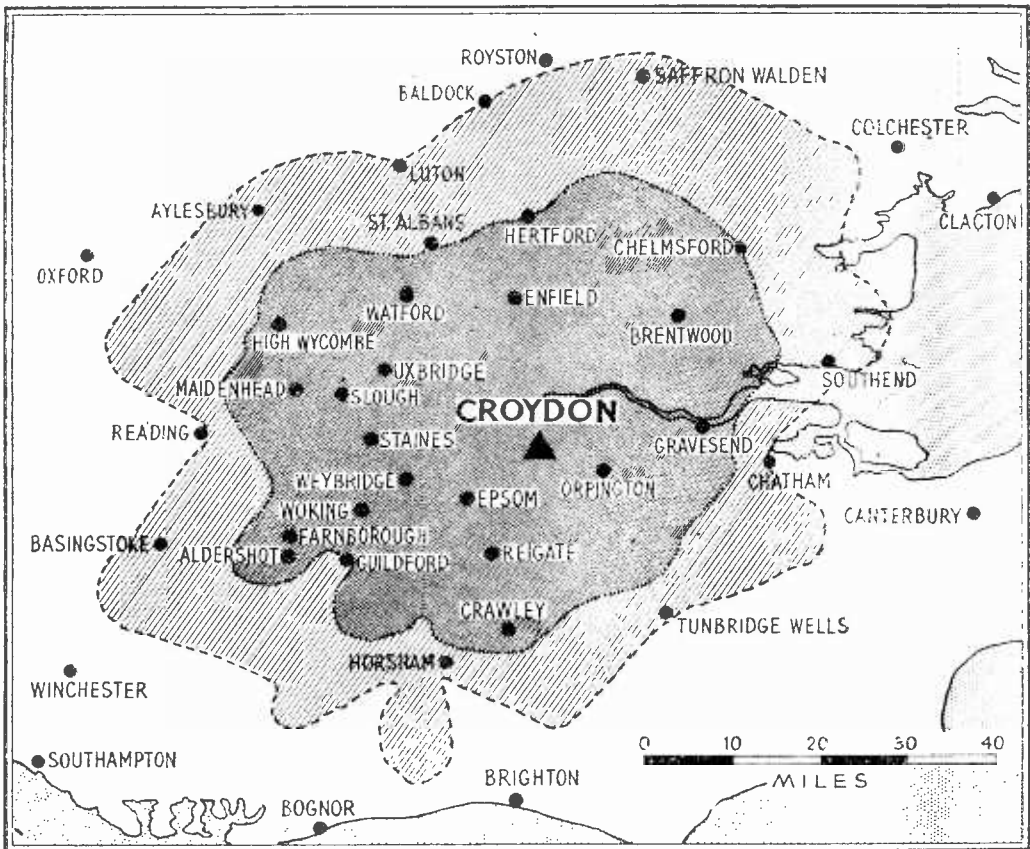 ROYSTON
SAFFRON WALDEN
BALDOCK
COLCHESTER
LUTON
AYLESBURY
CLACTON
ST. ALBANS
HERTFORD
CHELMSFORD
OXFORD
WATFORD
ENFIELD
BRENTWOOD
HIGH WYCOMBE
UXBRIDGE
SOUTHEND
MAIDENHEAD
SLOUGH
CROYDON
READING
STAINES
GRAVESEND
WEYBRIDGE
ORPINGTON
CHATHAM
EPSOM
WOKING
CANTERBURY
FARNBOROUGH
BASINGSTOKE
ALDERSHOT
GUILDFORD
REIGATE
CRAWLEY
TUNBRIDGE WELLS
HORSHAM
WINCHESTER
0 10 20 30 40
SOUTHAMPTON
MILES
BRIGHTON
BOGNOR